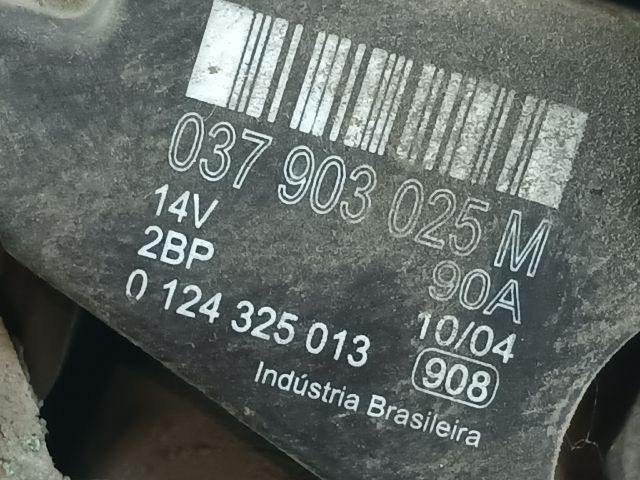 037 903 025 M
14V 90A
2BP 10/04
0 124 325 013 908
Indústria Brasileira